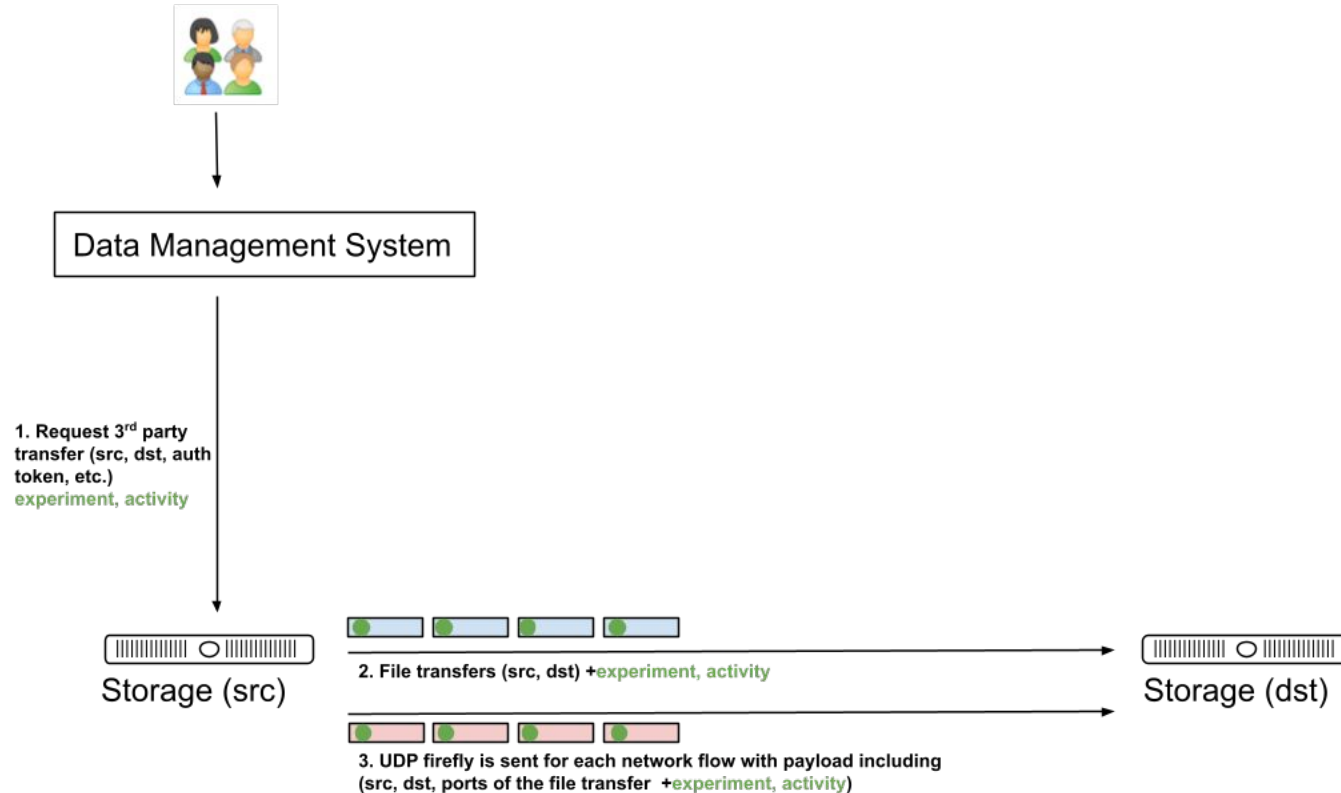 Data Management System
1. Request 3rd party
transfer (src, dst, auth
token, etc.)
experiment, activity
2. File transfers (src, dst) +experiment, activity
Storage (src)
Storage (dst)
3. UDP firefly is sent for each network flow with payload including
(src, dst, ports of the file transfer  +experiment, activity)